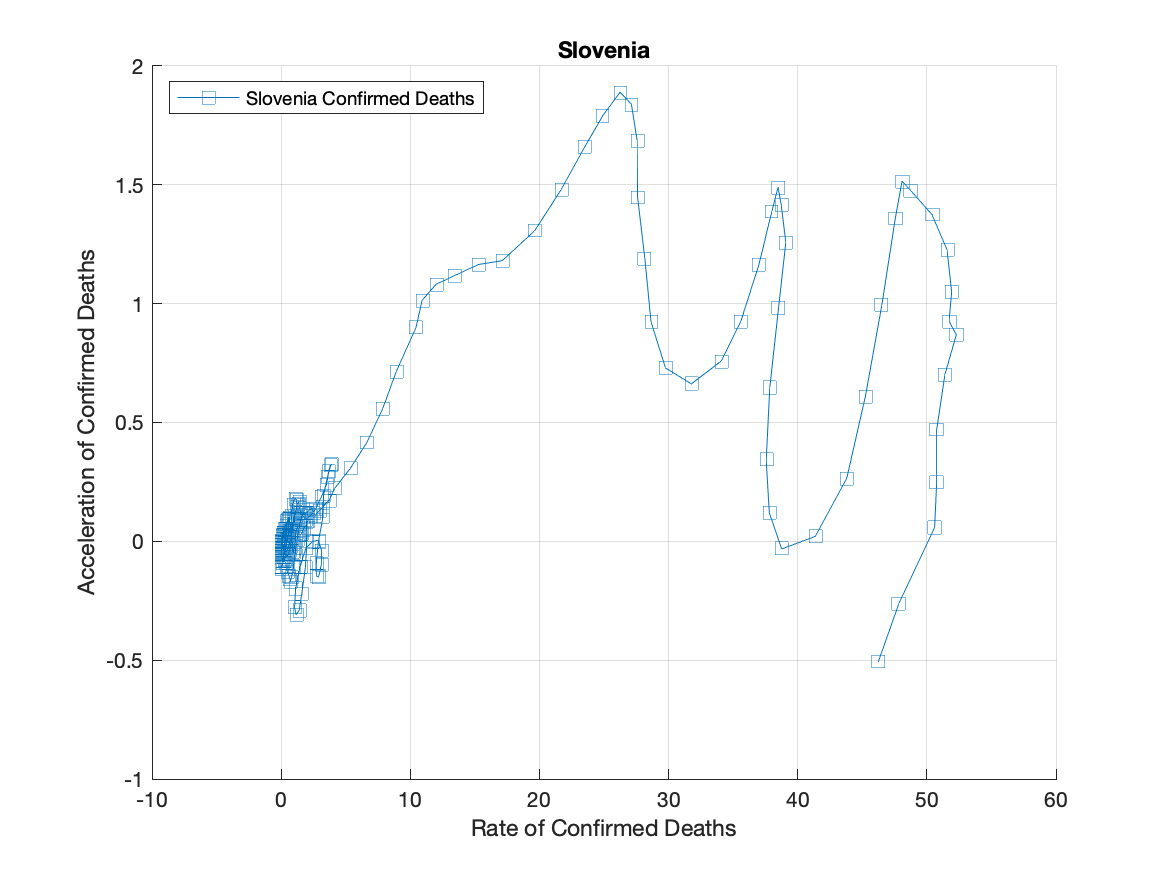 Slovenia
Slovenia Confirmed Deaths
2
1.5
1
0.5
0
-0.5
-1
Acceleration of Confirmed Deaths
-10 0 10 20 30 40 50 60
Rate of Confirmed Deaths